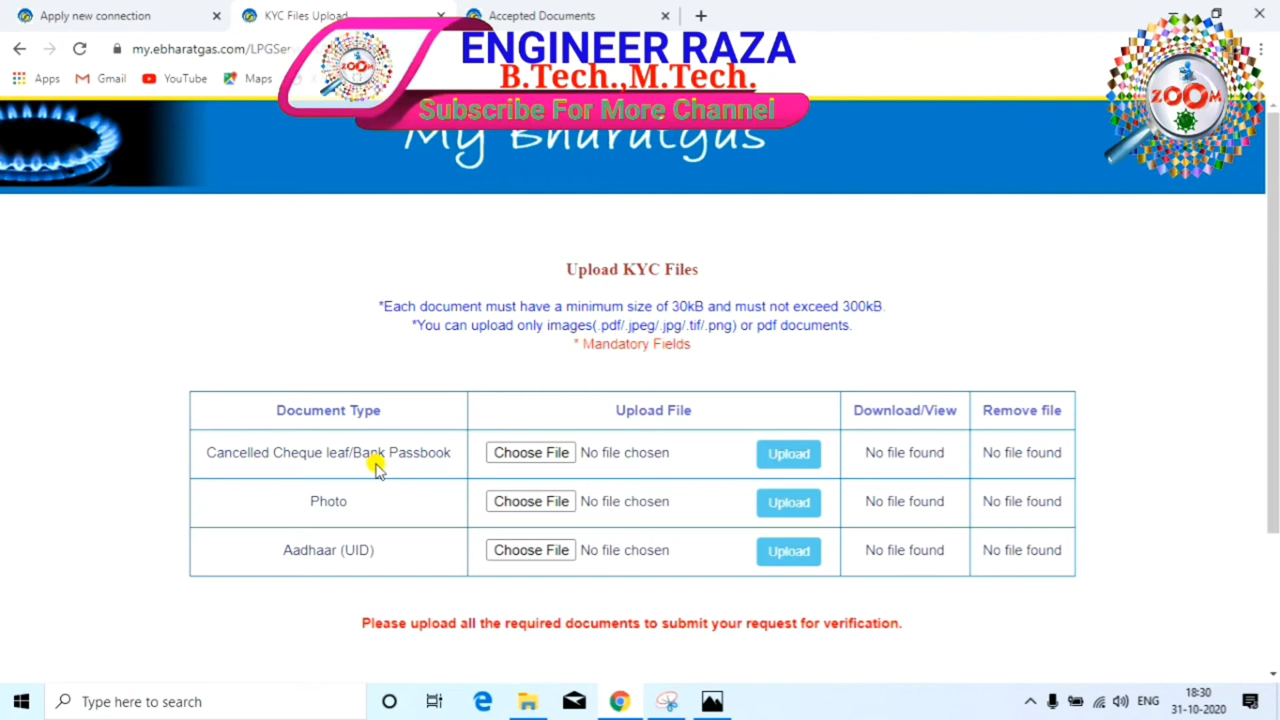 Apply new connection
KYC Files Upload
Accepted Documents
my.ebharatgas.com/LPGSer
Apps
Gmail
YouTube
Maps
ENGINEER RAZA
B.Tech.,M.Tech.
Subscribe For More Channel
ZOOM
ZOOM
My Bharatgas
Upload KYC Files
*Each document must have a minimum size of 30kB and must not exceed 300kB.
*You can upload only images(.pdf/.jpeg/.jpg/.tif/.png) or pdf documents.
* Mandatory Fields
Document Type Upload File Download/View Remove file
Cancelled Cheque leaf/Bank Passbook Choose File No file chosen Upload No file found No file found
Photo Choose File No file chosen Upload No file found No file found
Aadhaar (UID) Choose File No file chosen Upload No file found No file found
Please upload all the required documents to submit your request for verification.
Type here to search
ENG
18:30
31-10-2020